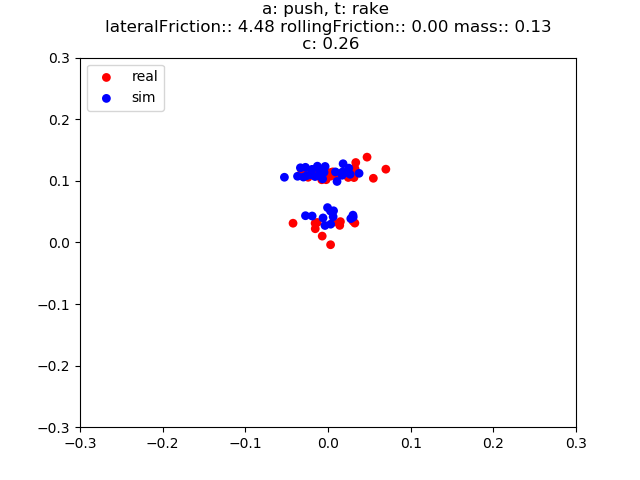 a: push, t: rake
lateralFriction:: 4.48 rollingFriction:: 0.00 mass:: 0.13
c: 0.26
real
sim
0.3
0.2
0.1
0.0
−0.1
−0.2
−0.3
−0.3 −0.2 −0.1 0.0 0.1 0.2 0.3